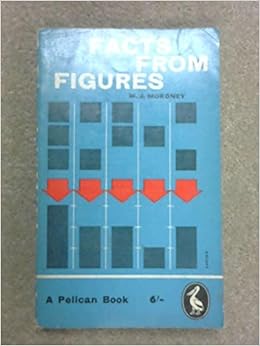 FACTS
FROM
FIGURES
M. J. MORONEY
A Pelican Book 6/-